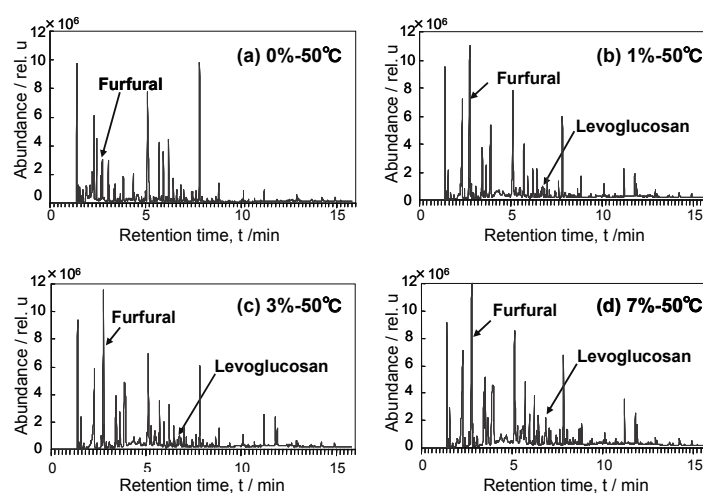 12×10⁶
(a) 0%-50℃
Furfural
Abundance / rel. u
10
8
6
4
2
0
0 5 10 15
Retention time, t /min
12×10⁶
(b) 1%-50℃
Furfural
Levoglucosan
Abundance / rel. u
10
8
6
4
2
0
0 5 10 15
Retention time, t /min
12×10⁶
(c) 3%-50℃
Furfural
Levoglucosan
Abundance / rel. u
10
8
6
4
2
0
0 5 10 15
Retention time, t /min
12×10⁶
(d) 7%-50℃
Furfural
Levoglucosan
Abundance / rel. u
10
8
6
4
2
0
0 5 10 15
Retention time, t /min